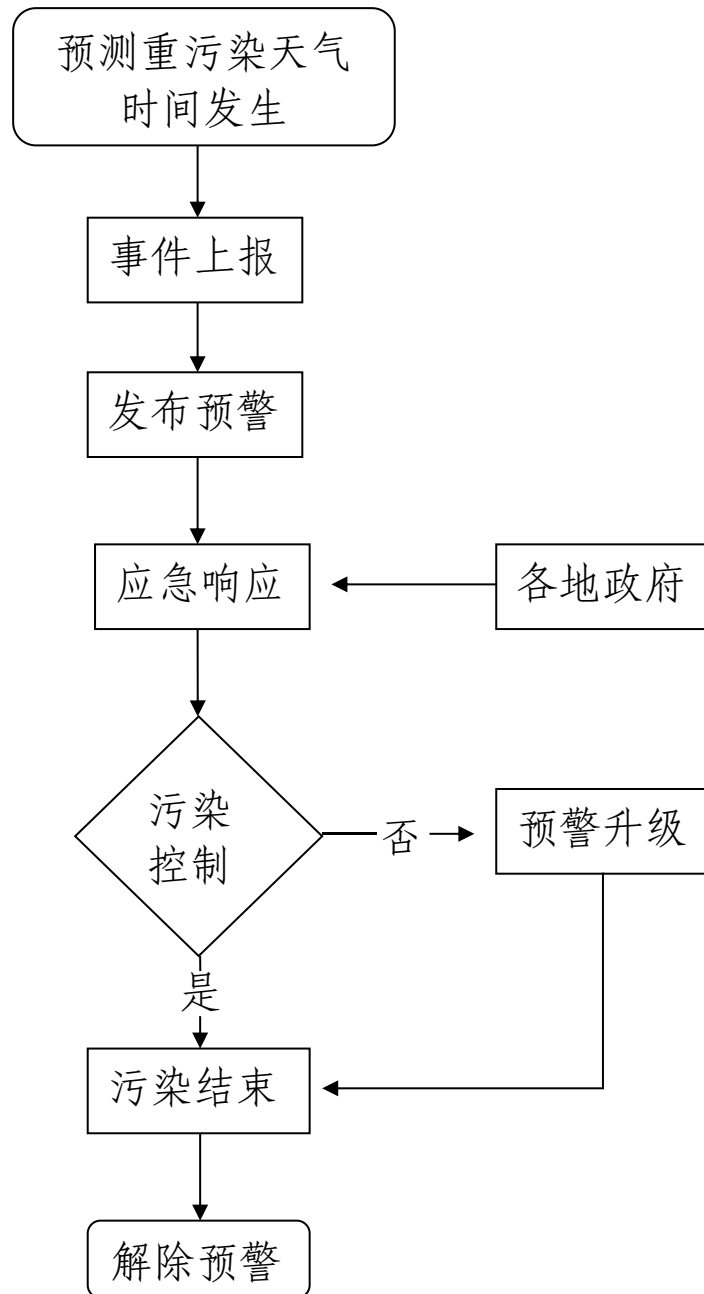 预测重污染天气
时间发生
事件上报
发布预警
应急响应
各地政府
污染
控制
否
预警升级
是
污染结束
解除预警